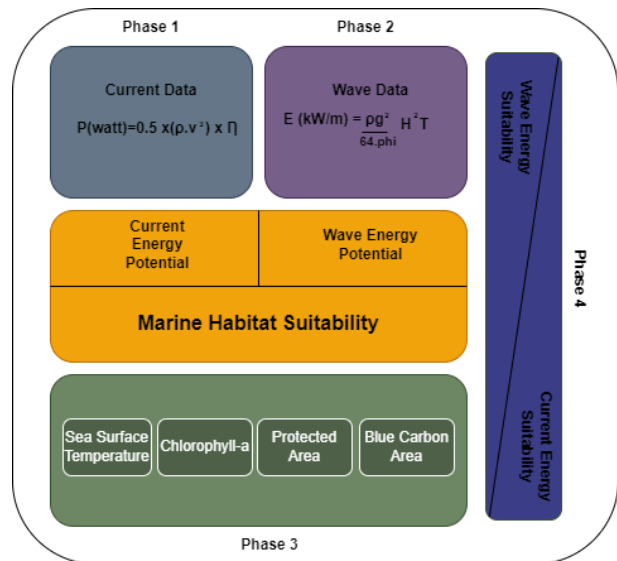 Phase 1
Phase 2
Current Data
P(watt)=0.5 x(ρ.v³) x Ƞ
Wave Data
E (kW/m) = ρg²
64.phi
H²T
Current
Energy
Potential
Wave Energy
Potential
Marine Habitat Suitability
Sea Surface
Temperature
Chlorophyll-a
Protected
Area
Blue Carbon
Area
Phase 3
Wave Energy
Suitability
Current Energy
Suitability
Phase 4